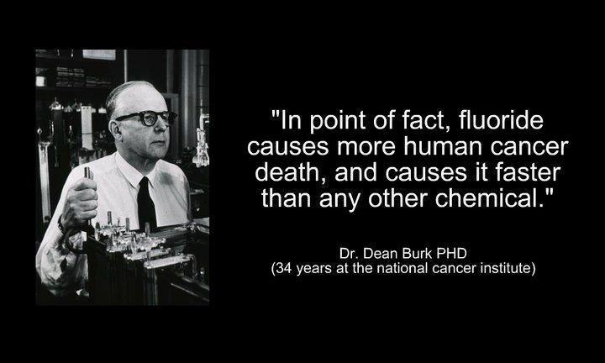 "In point of fact, fluoride
causes more human cancer
death, and causes it faster
than any other chemical."
Dr. Dean Burk PHD
(34 years at the national cancer institute)